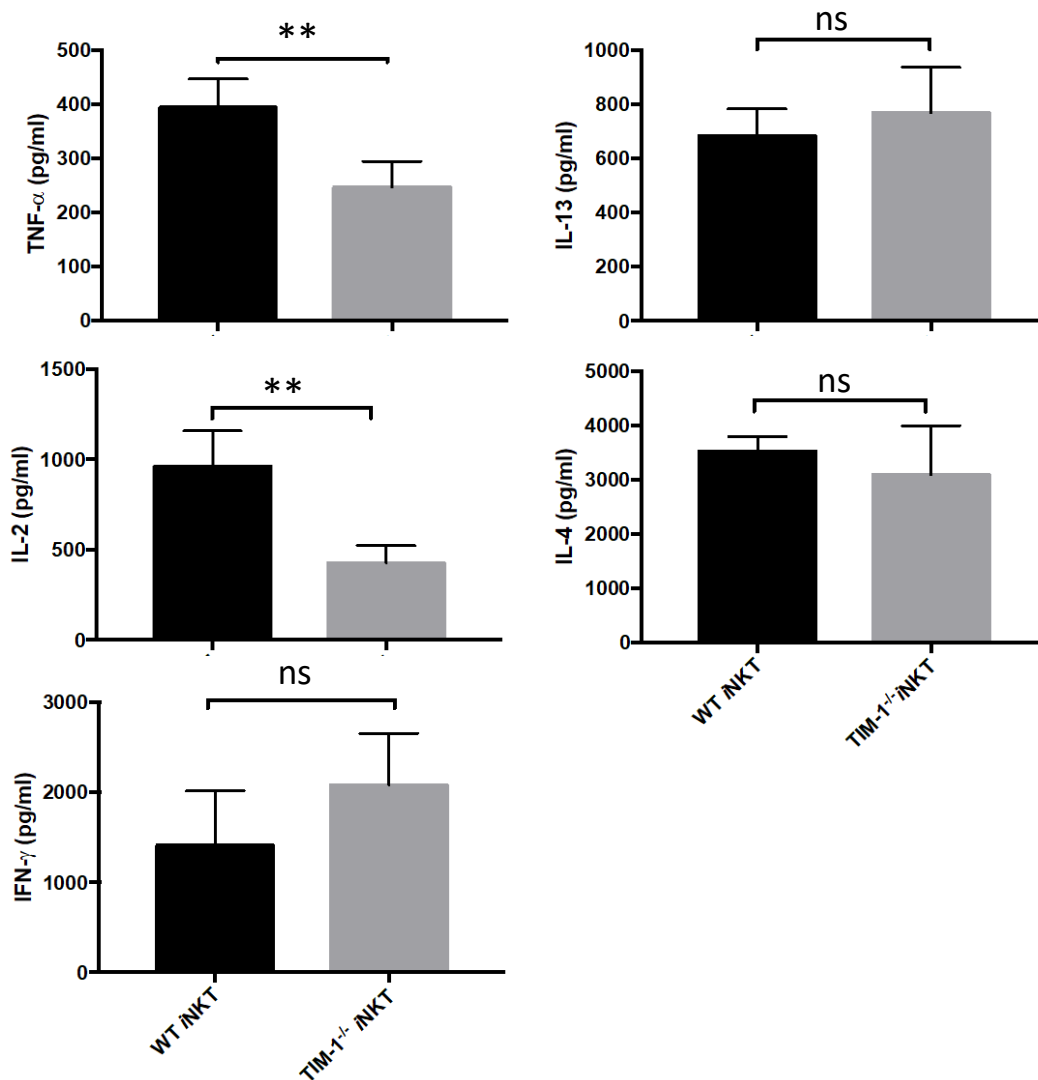 **
500
400
300
200
100
0
TNF-α (pg/ml)
ns
1000
800
600
400
200
0
IL-13 (pg/ml)
**
1500
1000
500
0
IL-2 (pg/ml)
ns
5000
4000
3000
2000
1000
0
IL-4 (pg/ml)
WT iNKT
TIM-1-/-iNKT
ns
3000
2000
1000
0
IFN-γ (pg/ml)
WT iNKT
TIM-1-/- iNKT